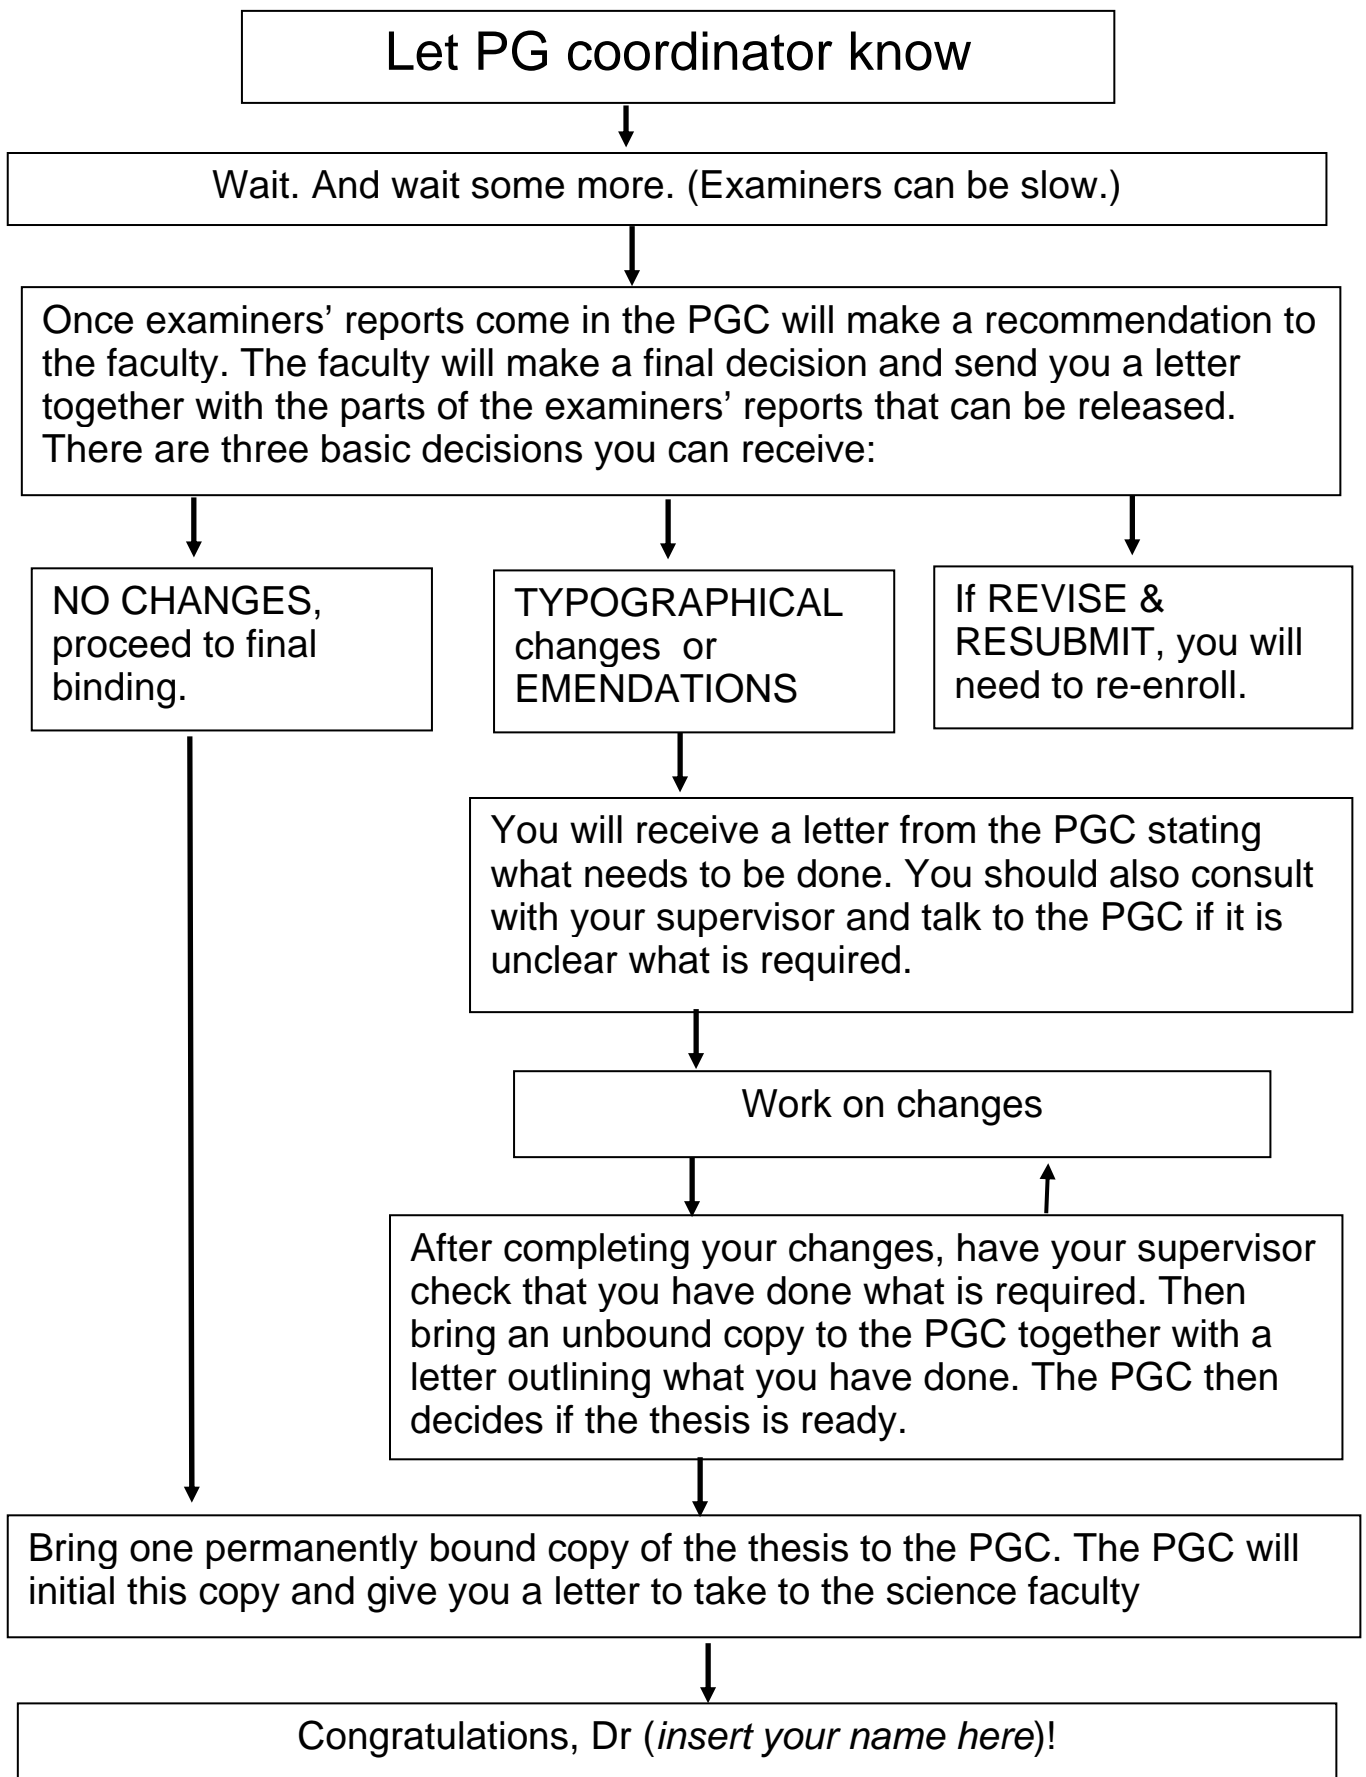 Let PG coordinator know
Wait. And wait some more. (Examiners can be slow.)
Once examiners’ reports come in the PGC will make a recommendation to
the faculty. The faculty will make a final decision and send you a letter
together with the parts of the examiners’ reports that can be released.
There are three basic decisions you can receive:
NO CHANGES,
proceed to final
binding.
TYPOGRAPHICAL
changes or
EMENDATIONS
If REVISE &
RESUBMIT, you will
need to re-enroll.
You will receive a letter from the PGC stating
what needs to be done. You should also consult
with your supervisor and talk to the PGC if it is
unclear what is required.
Work on changes
After completing your changes, have your supervisor
check that you have done what is required. Then
bring an unbound copy to the PGC together with a
letter outlining what you have done. The PGC then
decides if the thesis is ready.
Bring one permanently bound copy of the thesis to the PGC. The PGC will
initial this copy and give you a letter to take to the science faculty
Congratulations, Dr (insert your name here)!